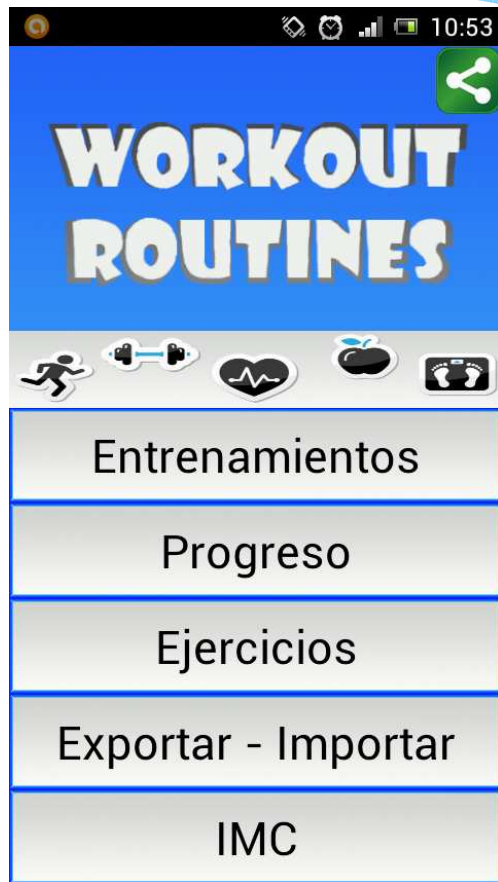 10:53
WORKOUT
ROUTINES
Entrenamientos
Progreso
Ejercicios
Exportar - Importar
IMC